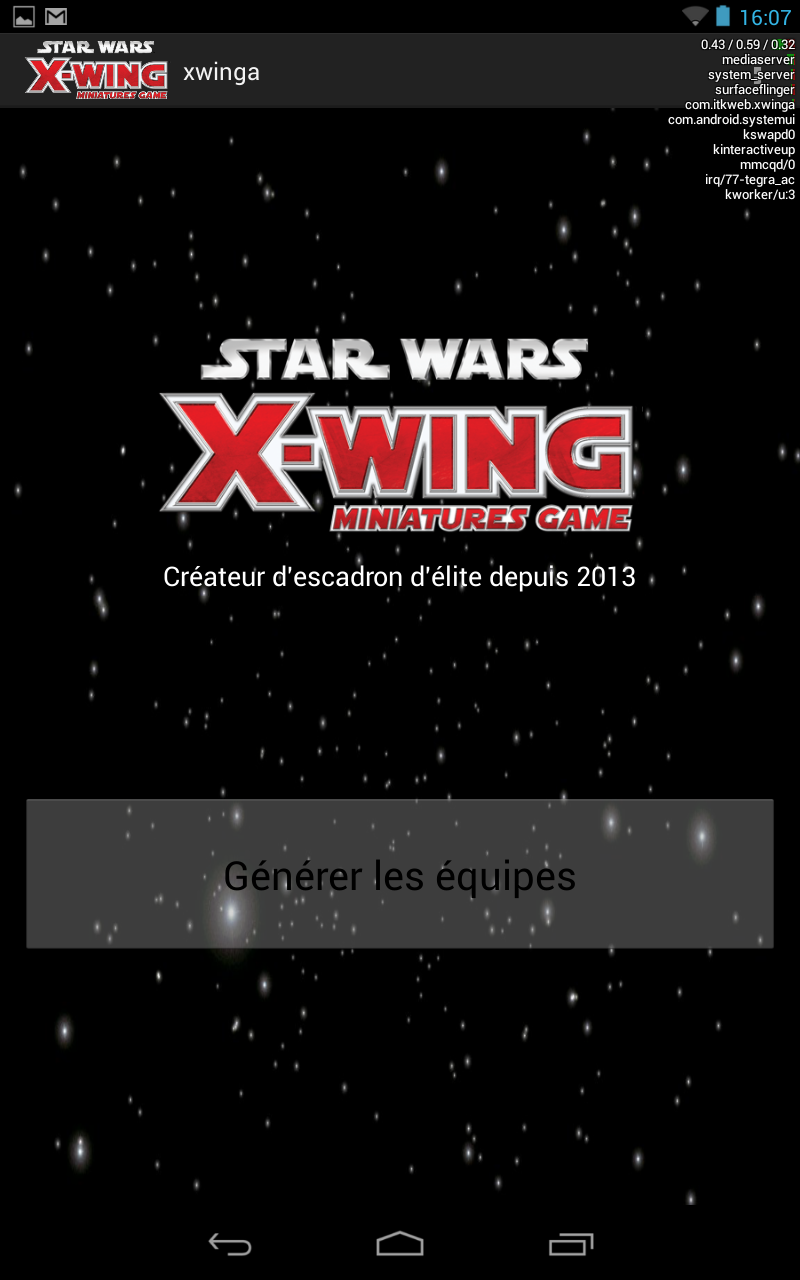 16:07
STAR WARS
X-WING
MINIATURES GAME
xwinga
0.43 / 0.59 / 0.32
mediaserver
system_server
surfaceflinger
com.itkweb.xwinga
com.android.systemui
kswapd0
kinteractiveup
mmcqd/0
irq/77-tegra_ac
kworker/u:3
STAR WARS
X-WING
MINIATURES GAME
Créateur d'escadron d'élite depuis 2013
Générer les équipes